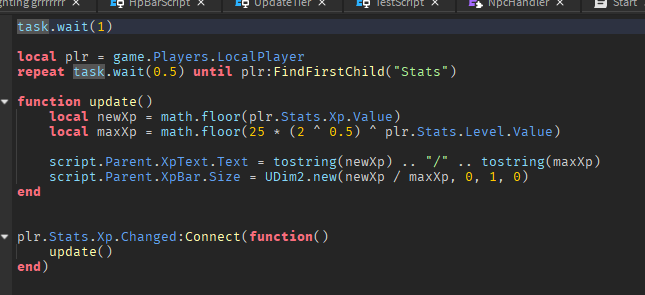 ghting grrrrrrr × HpBarScript × UpdateTier × TestScript × NpcHandler × Start
task.wait(1)
local plr = game.Players.LocalPlayer
repeat task.wait(0.5) until plr:FindFirstChild("Stats")
function update()
    local newXp = math.floor(plr.Stats.Xp.Value)
    local maxXp = math.floor(25 * (2 ^ 0.5) ^ plr.Stats.Level.Value)
    script.Parent.XpText.Text = tostring(newXp) .. "/" .. tostring(maxXp)
    script.Parent.XpBar.Size = UDim2.new(newXp / maxXp, 0, 1, 0)
end
plr.Stats.Xp.Changed:Connect(function()
    update()
end)